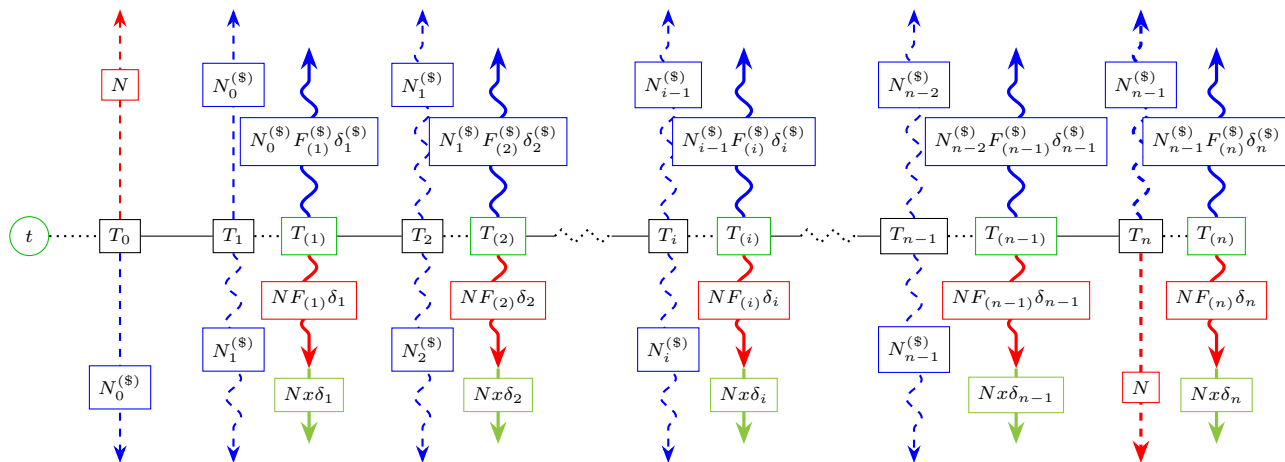 N N_0^{($)} N_1^{($)} N_{i−1}^{($)} N_{n−2}^{($)} N_{n−1}^{($)}
N_0^{($)}F_{(1)}^{($)}δ_1^{($)} N_1^{($)}F_{(2)}^{($)}δ_2^{($)} N_{i−1}^{($)}F_{(i)}^{($)}δ_i^{($)} N_{n−2}^{($)}F_{(n−1)}^{($)}δ_{n−1}^{($)} N_{n−1}^{($)}F_{(n)}^{($)}δ_n^{($)}
t T_0 T_1 T_{(1)} T_2 T_{(2)} T_i T_{(i)} T_{n−1} T_{(n−1)} T_n T_{(n)}
NF_{(1)}δ_1 NF_{(2)}δ_2 NF_{(i)}δ_i NF_{(n−1)}δ_{n−1} NF_{(n)}δ_n
N_1^{($)} N_2^{($)} N_i^{($)} N_{n−1}^{($)}
N_0^{($)} Nxδ_1 Nxδ_2 Nxδ_i Nxδ_{n−1} N Nxδ_n